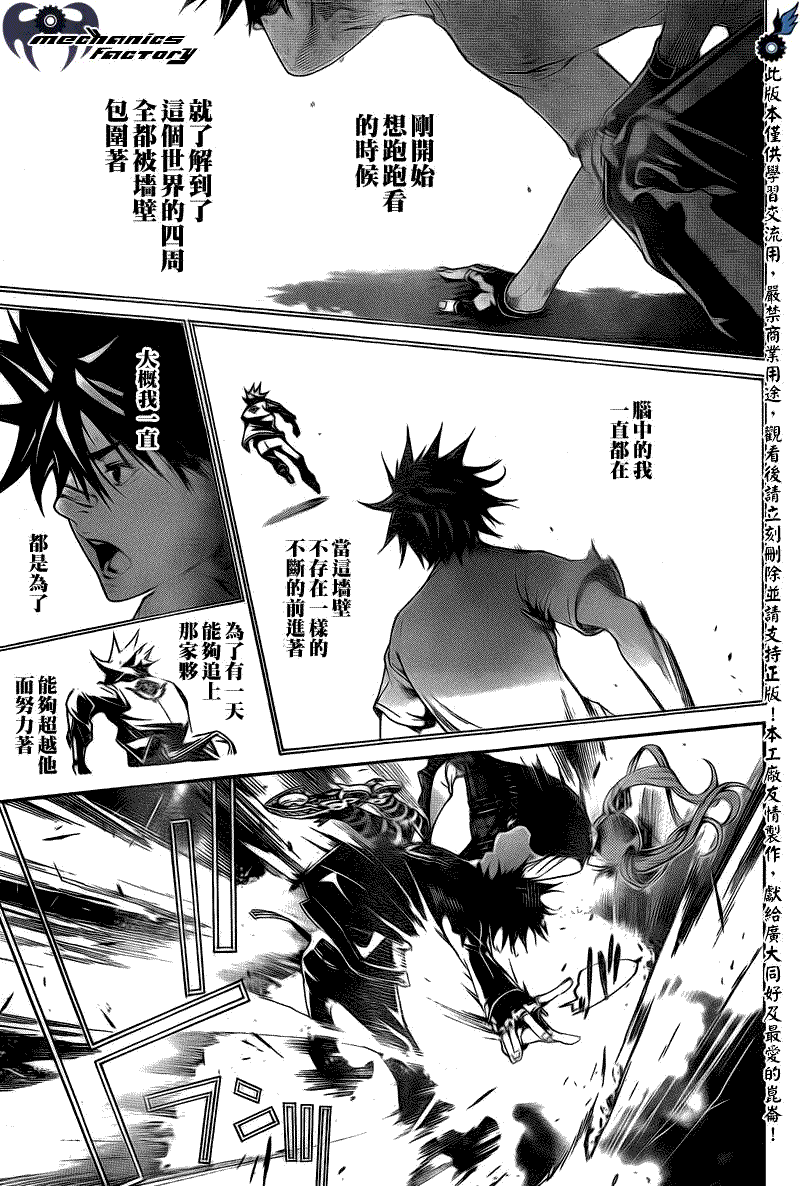 mechanics
factory
剛開始
想跑跑看
的時候
就了解到了
這個世界的四周
全都被墻壁
包圍著
腦中的我
一直都在
當這墻壁
不存在一樣的
不斷的前進著
大概我一直
都是為了
為了有一天
能夠追上
那家夥
能夠超越他
而努力著
此版本僅供學習交流用，嚴禁商業用途，觀看後請立刻刪除並請支持正版！本工廠友情製作，獻給廣大同好及最愛的崑崙！